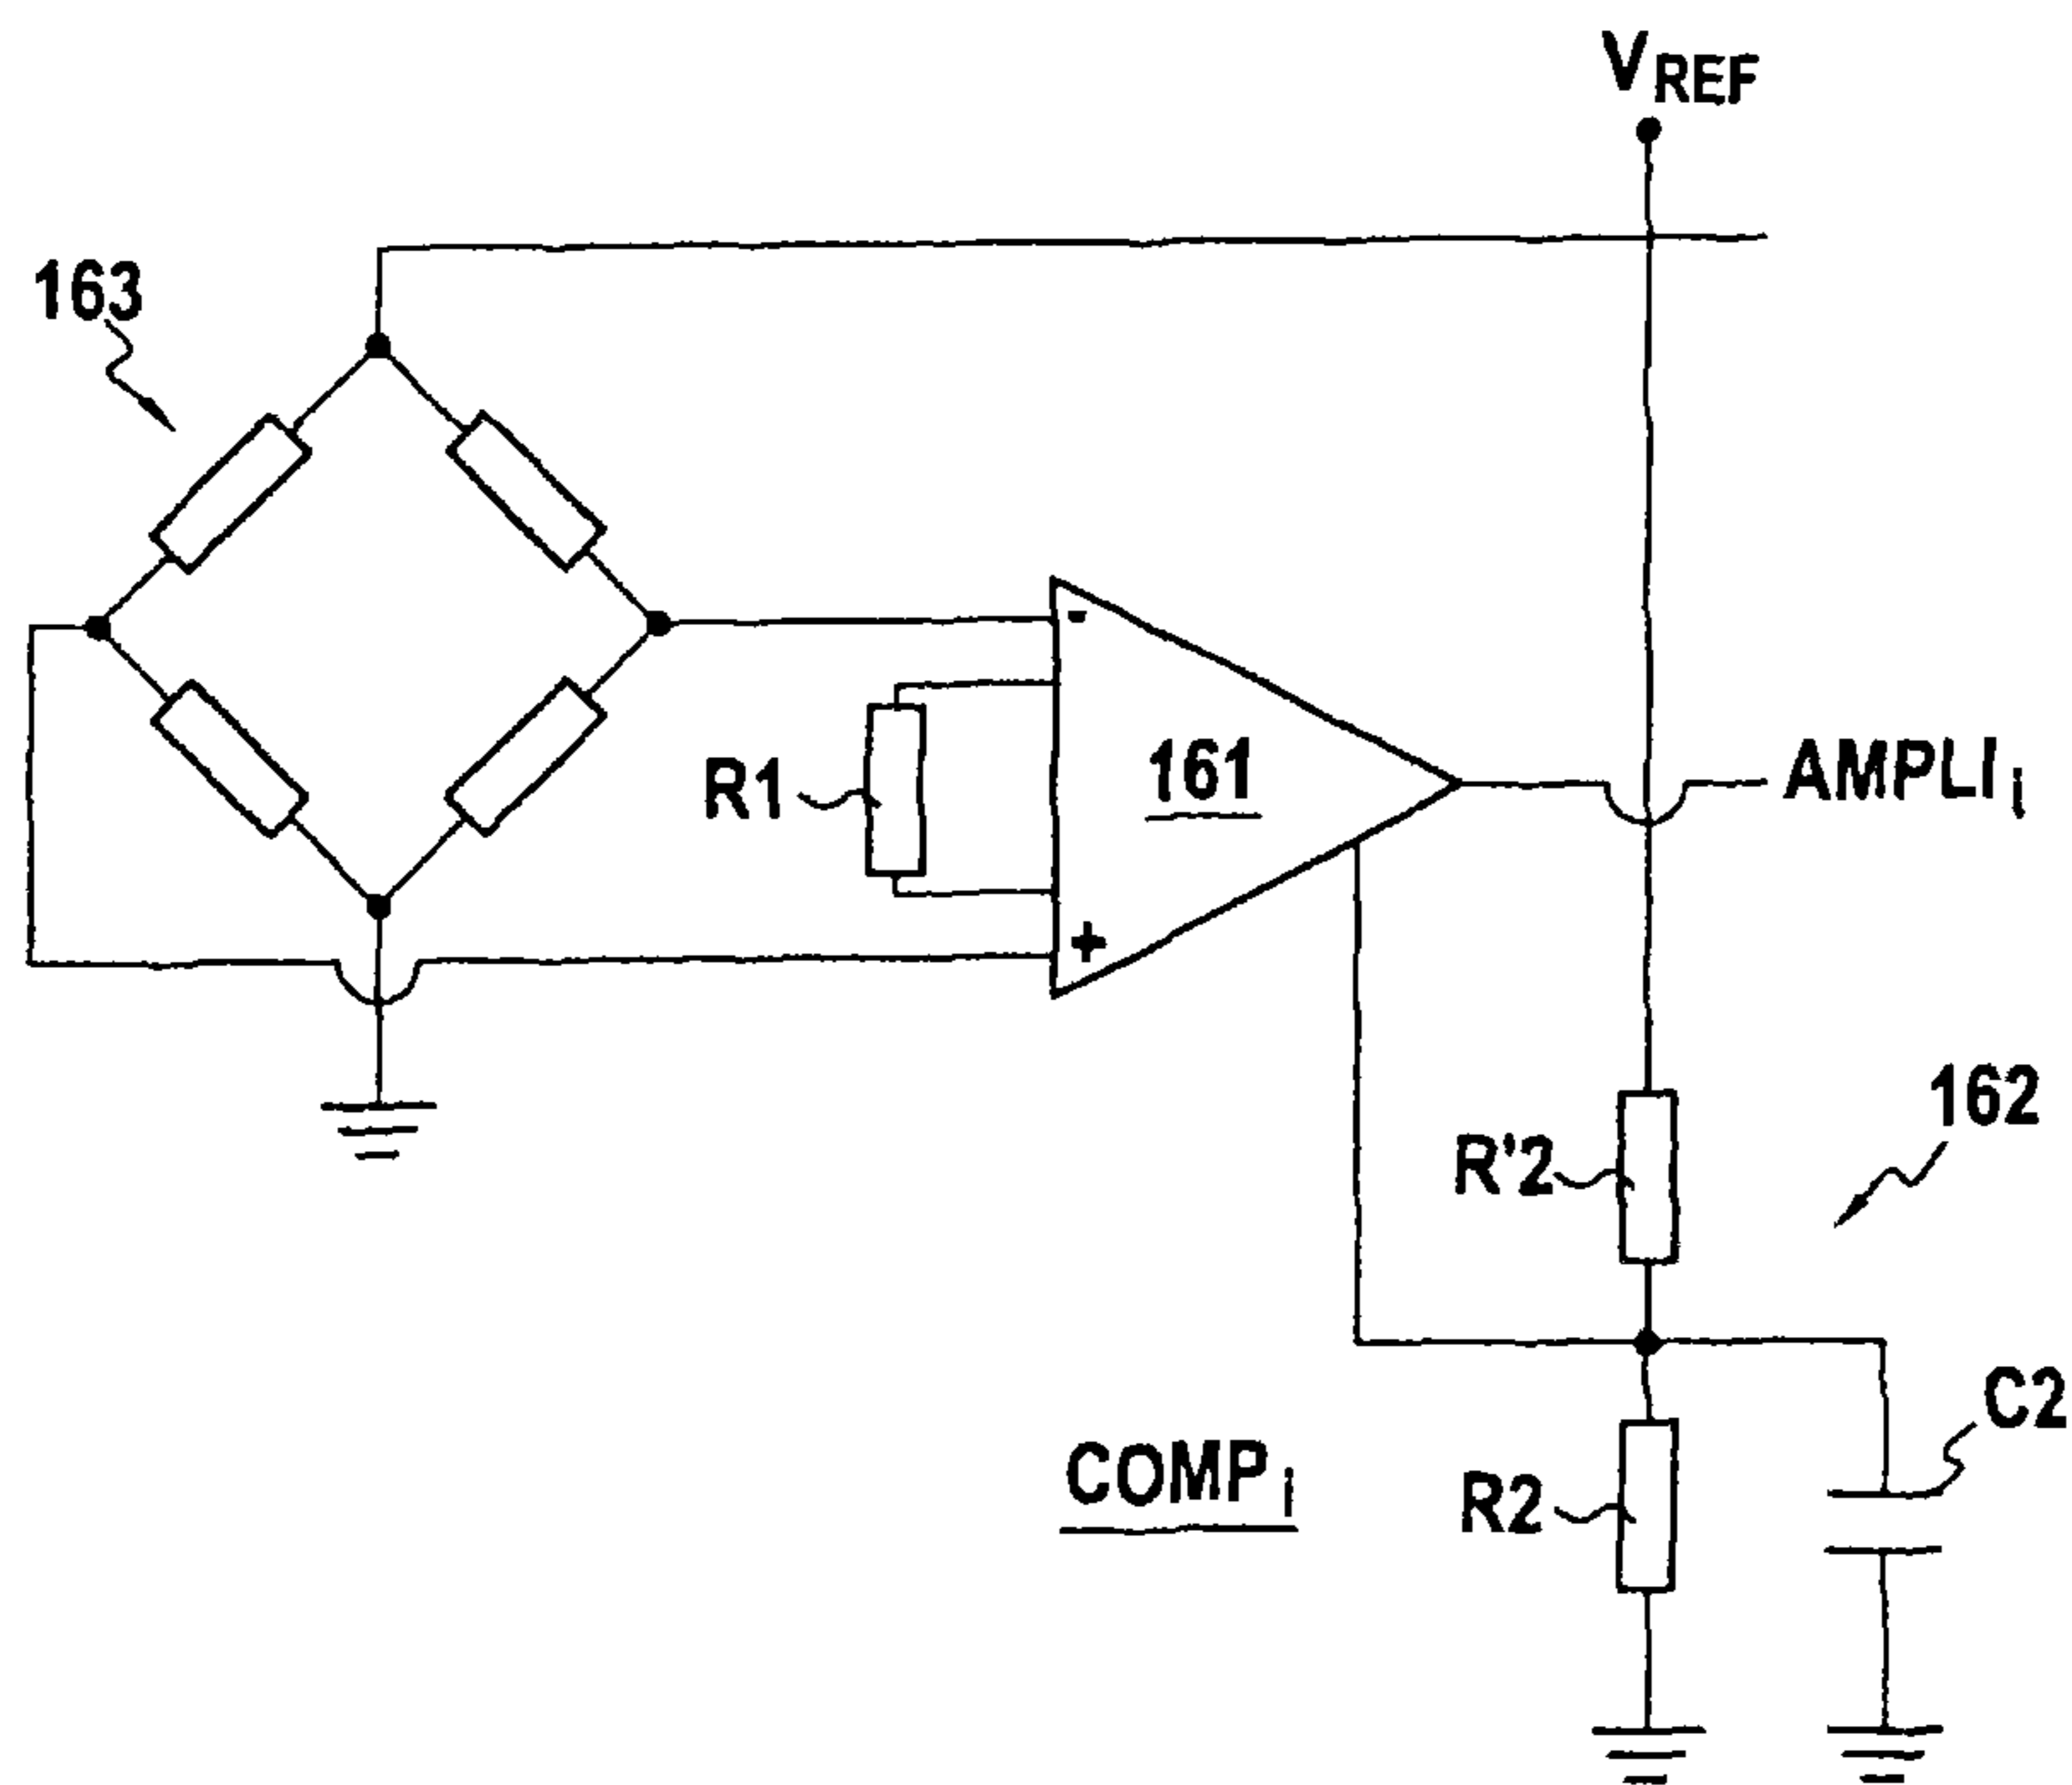 VREF
163
R1
-
161
+
AMPLIi
162
R'2
C2
COMPi
R2